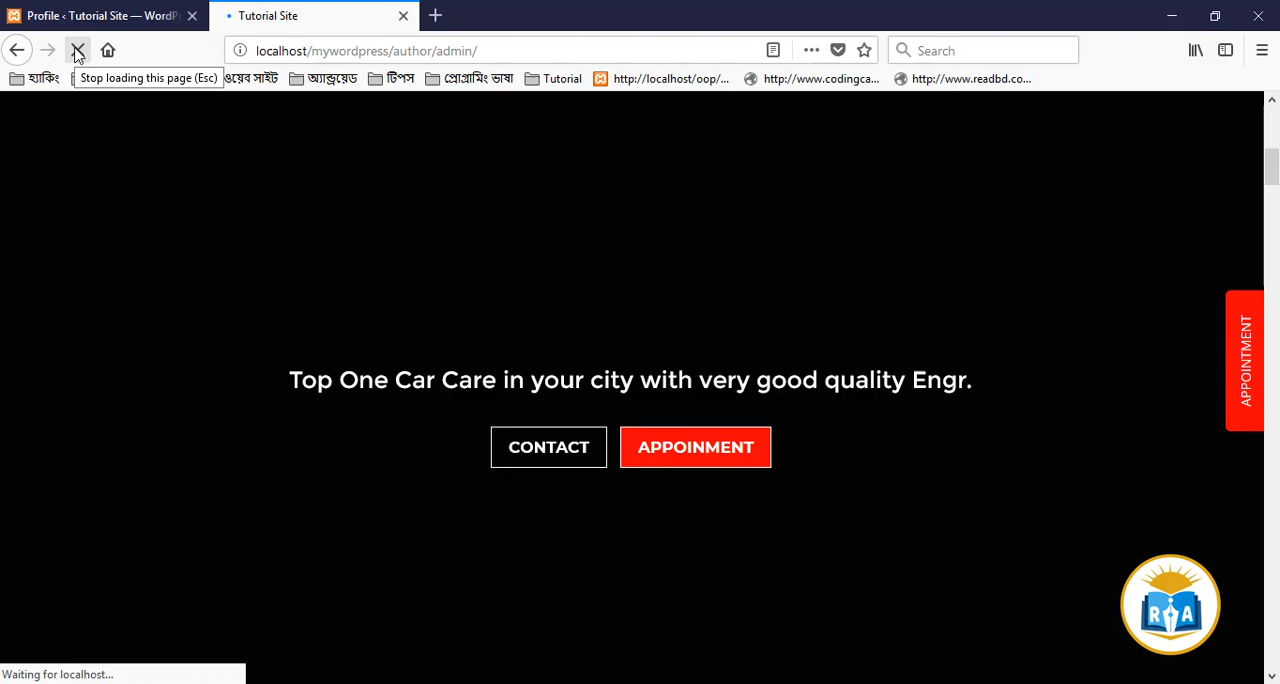 Profile ‹ Tutorial Site — WordP
Tutorial Site
localhost/mywordpress/author/admin/
Search
হ্যাকিং
ওয়েব সাইট
অ্যান্ড্রয়েড
টিপস
প্রোগ্রামিং ভাষা
Tutorial
http://localhost/oop/...
http://www.codingca...
http://www.readbd.co...
Stop loading this page (Esc)
Top One Car Care in your city with very good quality Engr.
CONTACT
APPOINMENT
APPOINTMENT
R A
Waiting for localhost...